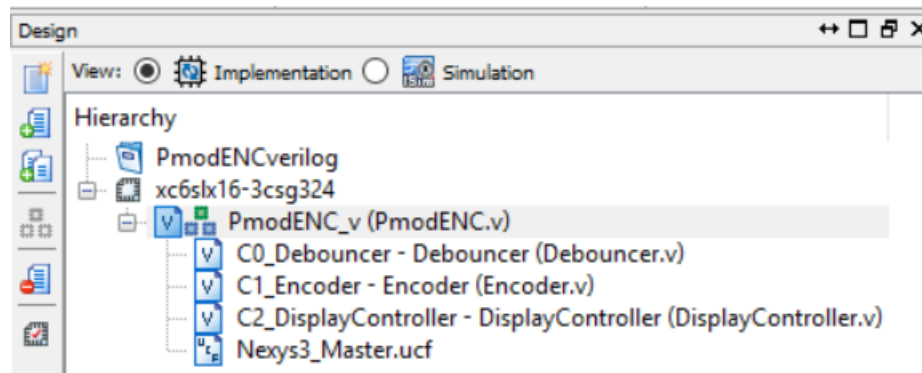 Design
View: Implementation Simulation
Hierarchy
PmodENCverilog
xc6slx16-3csg324
PmodENC_v (PmodENC.v)
C0_Debouncer - Debouncer (Debouncer.v)
C1_Encoder - Encoder (Encoder.v)
C2_DisplayController - DisplayController (DisplayController.v)
Nexys3_Master.ucf